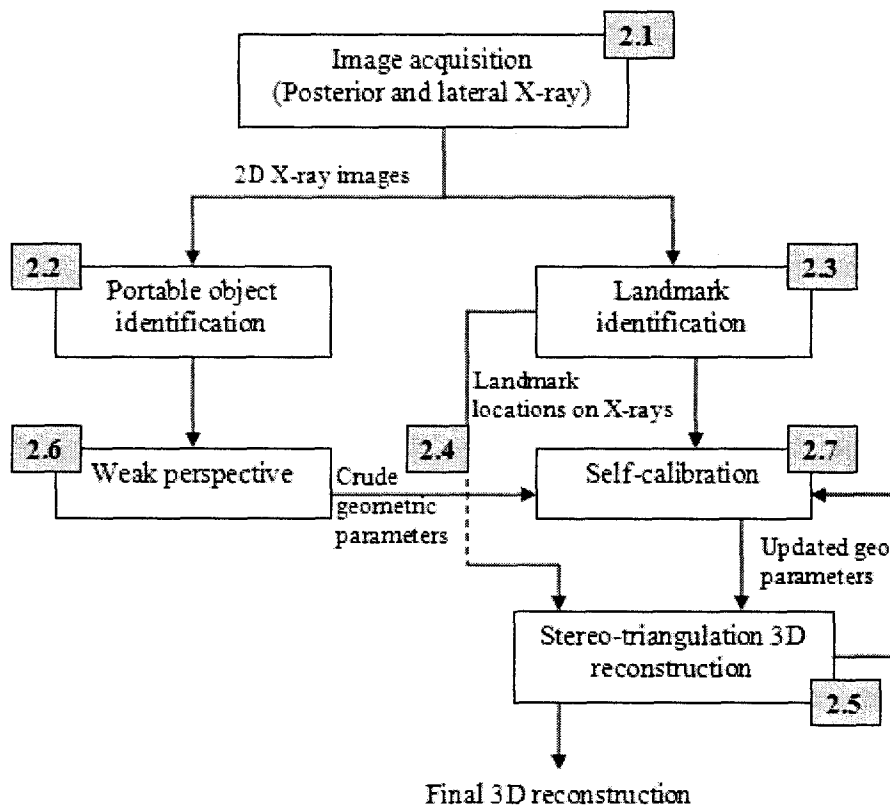 2.1
Image acquisition
(Posterior and lateral X-ray)
2D X-ray images
2.2
Portable object
identification
2.3
Landmark
identification
Landmark
locations on X-rays
2.4
2.6
Weak perspective
Crude
geometric
parameters
2.7
Self-calibration
Updated geo
parameters
Stereo-triangulation 3D
reconstruction
2.5
Final 3D reconstruction